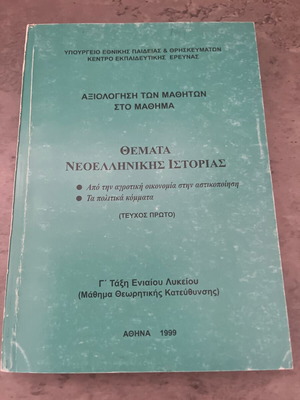 ΥΠΟΥΡΓΕΙΟ ΕΘΝΙΚΗΣ ΠΑΙΔΕΙΑΣ & ΘΡΗΣΚΕΥΜΑΤΩΝ
ΚΕΝΤΡΟ ΕΚΠΑΙΔΕΥΤΙΚΗΣ ΕΡΕΥΝΑΣ
ΑΞΙΟΛΟΓΗΣΗ ΤΩΝ ΜΑΘΗΤΩΝ
ΣΤΟ ΜΑΘΗΜΑ
ΘΕΜΑΤΑ
ΝΕΟΕΛΛΗΝΙΚΗΣ ΙΣΤΟΡΙΑΣ
● Από την αγροτική οικονομία στην αστικοποίηση
● Τα πολιτικά κόμματα
(ΤΕΥΧΟΣ ΠΡΩΤΟ)
Γ΄ Τάξη Ενιαίου Λυκείου
(Μάθημα Θεωρητικής Κατεύθυνσης)
ΑΘΗΝΑ 1999